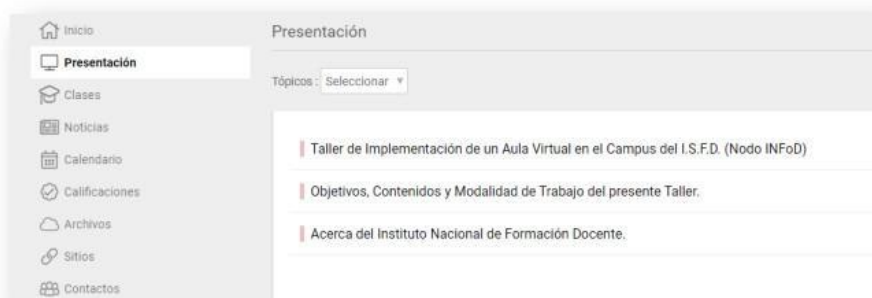 Inicio
Presentación
Clases
Noticias
Calendario
Calificaciones
Archivos
Sitios
Contactos
Presentación
Tópicos : Seleccionar
Taller de Implementación de un Aula Virtual en el Campus del I.S.F.D. (Nodo INFoD)
Objetivos, Contenidos y Modalidad de Trabajo del presente Taller.
Acerca del Instituto Nacional de Formación Docente.